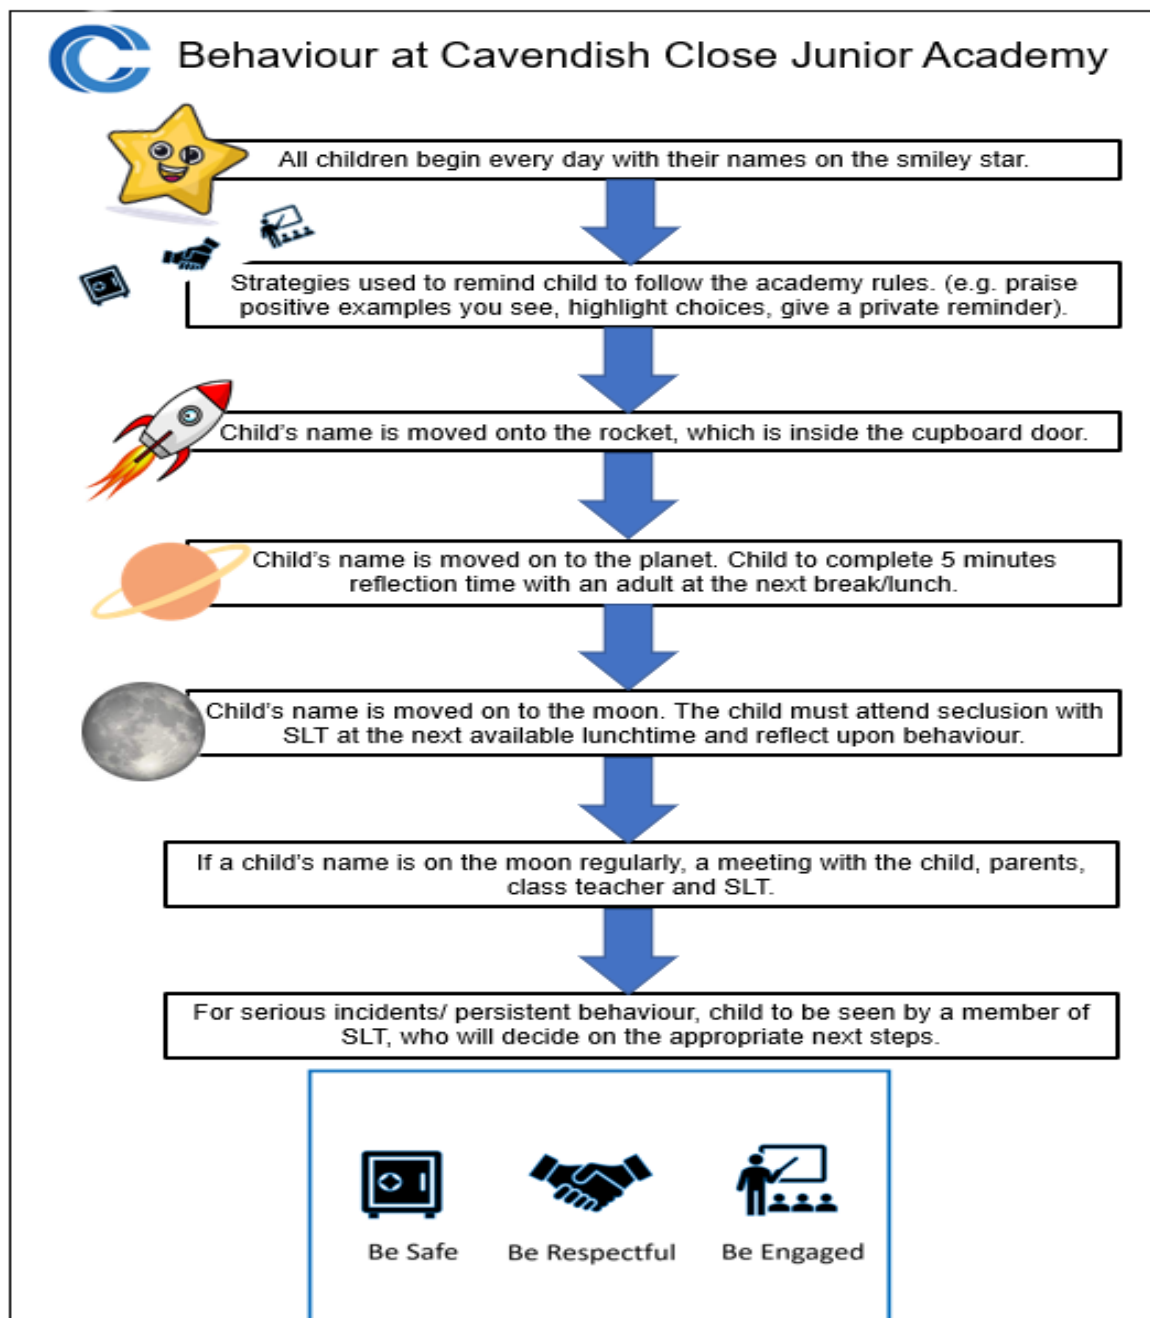 Behaviour at Cavendish Close Junior Academy
All children begin every day with their names on the smiley star.
Strategies used to remind child to follow the academy rules. (e.g. praise
positive examples you see, highlight choices, give a private reminder).
Child’s name is moved onto the rocket, which is inside the cupboard door.
Child’s name is moved on to the planet. Child to complete 5 minutes
reflection time with an adult at the next break/lunch.
Child’s name is moved on to the moon. The child must attend seclusion with
SLT at the next available lunchtime and reflect upon behaviour.
If a child’s name is on the moon regularly, a meeting with the child, parents,
class teacher and SLT.
For serious incidents/ persistent behaviour, child to be seen by a member of
SLT, who will decide on the appropriate next steps.
Be Safe Be Respectful Be Engaged